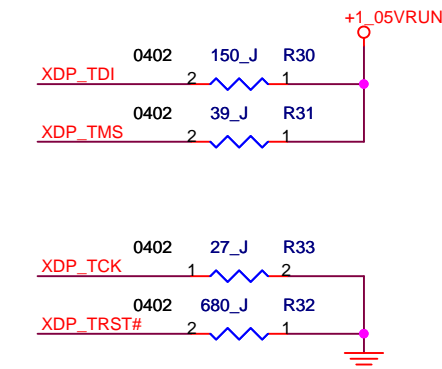 +1_05VRUN
0402 150_J R30
XDP_TDI 2 1
0402 39_J R31
XDP_TMS 2 1
0402 27_J R33
XDP_TCK 1 2
0402 680_J R32
XDP_TRST# 2 1